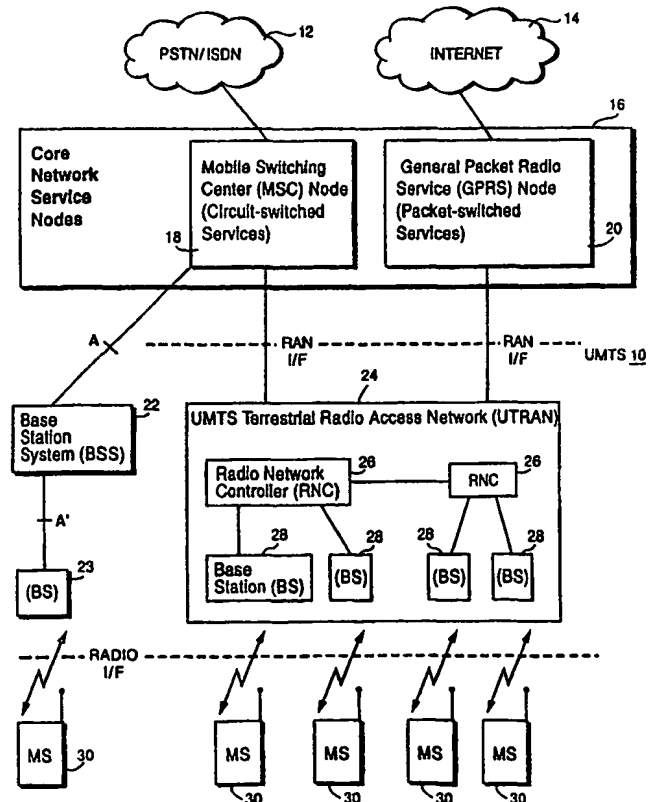 12
PSTN/ISDN
14
INTERNET
16
Core
Network
Service
Nodes
Mobile Switching
Center (MSC) Node
(Circuit-switched
Services)
18
General Packet Radio
Service (GPRS) Node
(Packet-switched
Services)
20
A
RAN
I/F
RAN
I/F
UMTS 10
22
Base
Station
System (BSS)
24
UMTS Terrestrial Radio Access Network (UTRAN)
Radio Network
Controller (RNC)
26
RNC
26
A'
23
(BS)
28
Base
Station (BS)
28
(BS)
28
(BS)
28
(BS)
RADIO
I/F
MS
30
MS
30
MS
30
MS
30
MS
30